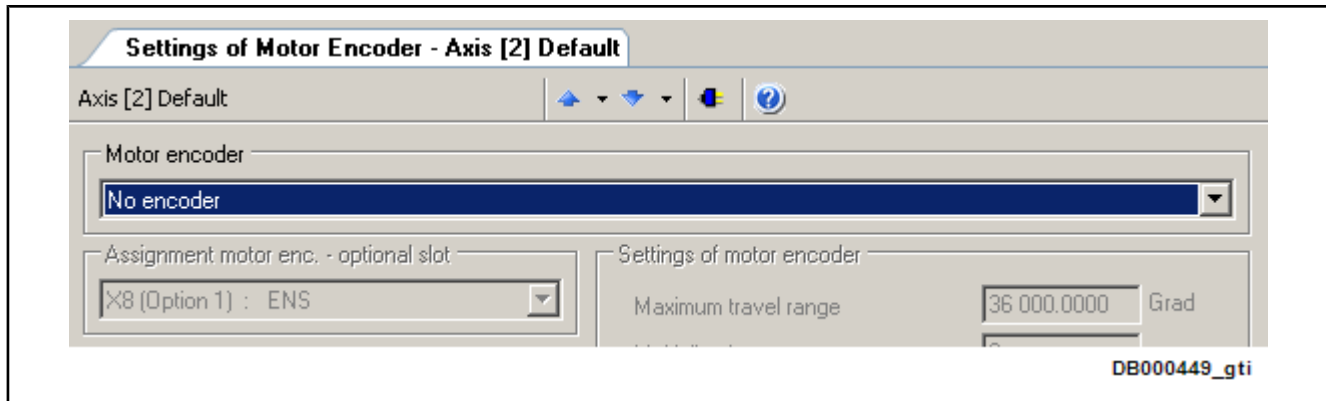 Settings of Motor Encoder - Axis [2] Default
Axis [2] Default
Motor encoder
No encoder
Assignment motor enc. - optional slot
Settings of motor encoder
X8 (Option 1) : ENS
Maximum travel range
36 000.0000
Grad
DB000449_gti